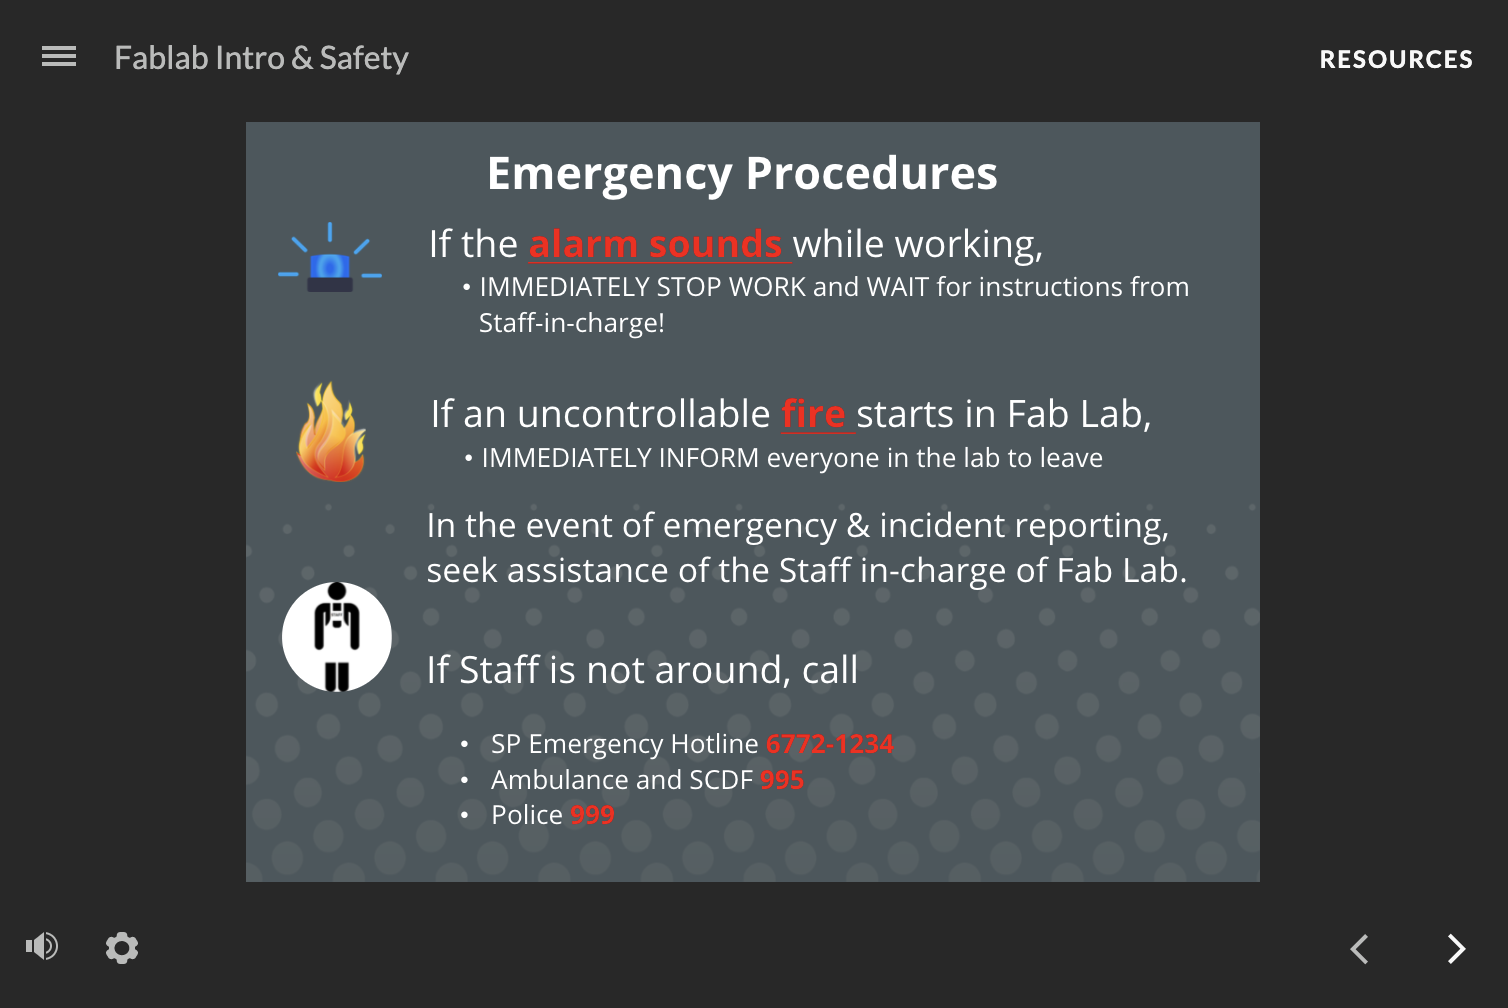 Fablab Intro & Safety
RESOURCES
Emergency Procedures
If the alarm sounds while working,
• IMMEDIATELY STOP WORK and WAIT for instructions from
Staff-in-charge!
If an uncontrollable fire starts in Fab Lab,
• IMMEDIATELY INFORM everyone in the lab to leave
In the event of emergency & incident reporting,
seek assistance of the Staff in-charge of Fab Lab.
If Staff is not around, call
• SP Emergency Hotline 6772-1234
• Ambulance and SCDF 995
• Police 999